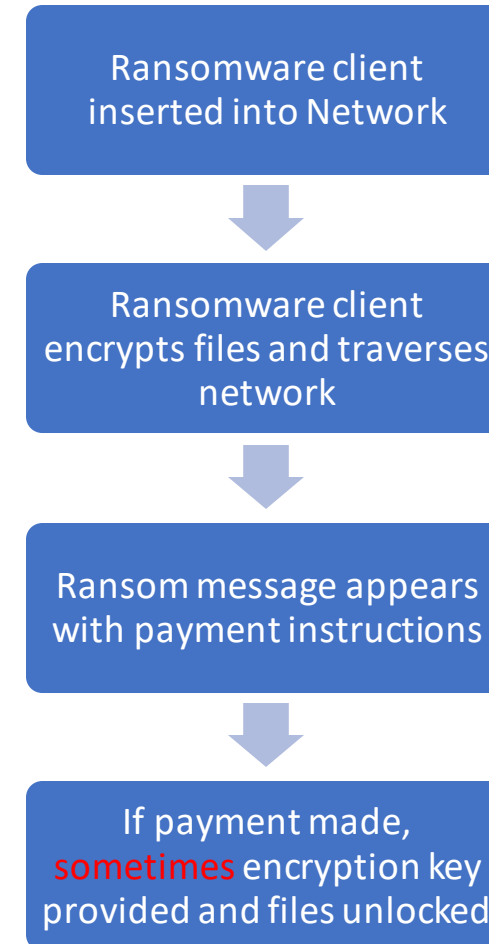 Ransomware client
inserted into Network
Ransomware client
encrypts files and traverses
network
Ransom message appears
with payment instructions
If payment made,
sometimes encryption key
provided and files unlocked